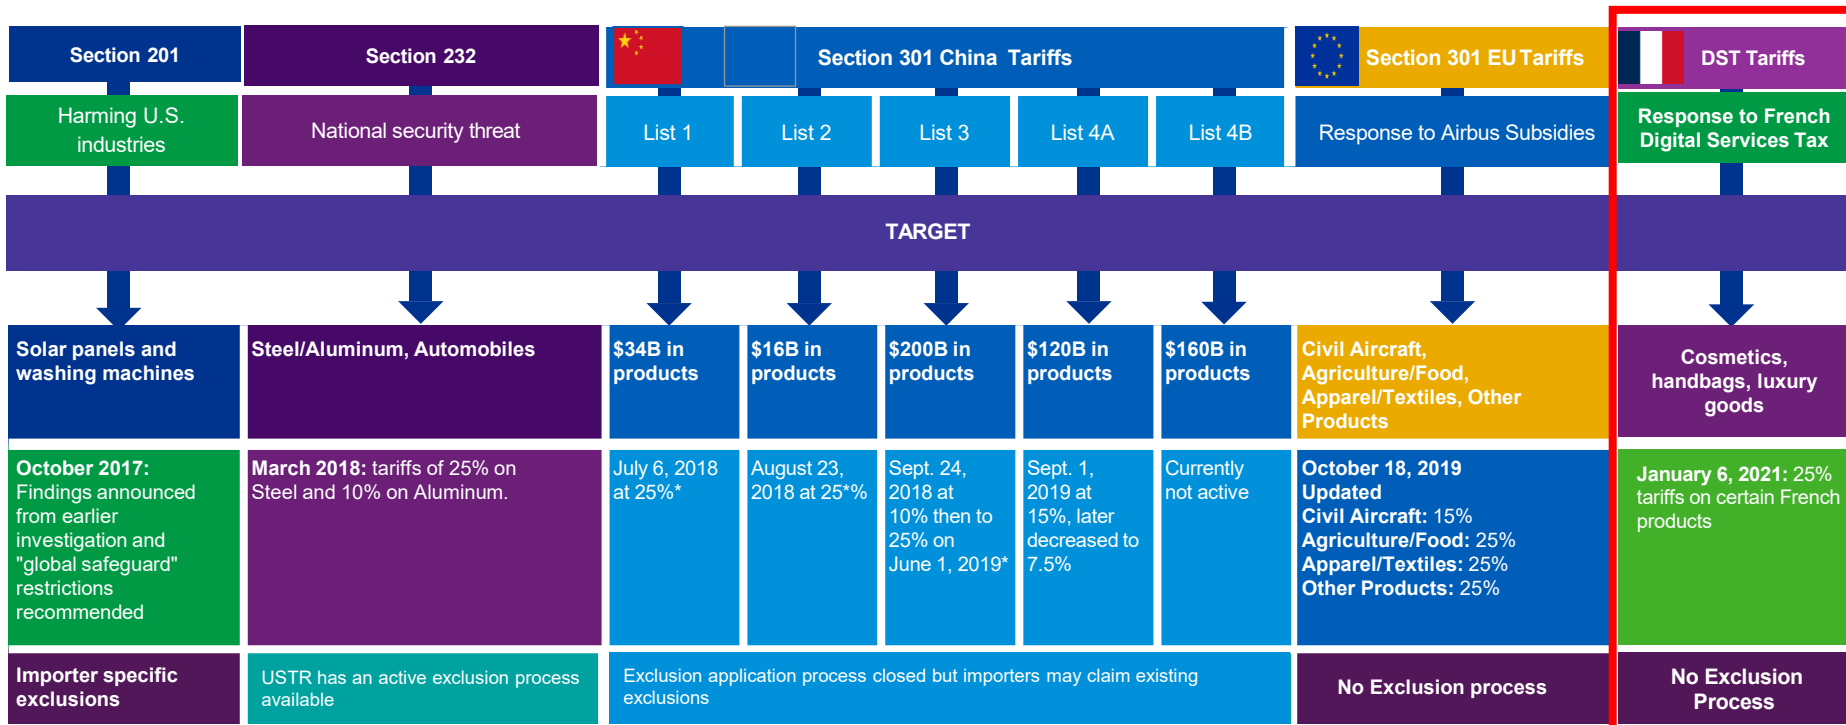 Section 201
Section 232
Section 301 China Tariffs
Section 301 EU Tariffs
DST Tariffs
Harming U.S.
industries
National security threat
List 1
List 2
List 3
List 4A
List 4B
Response to Airbus Subsidies
Response to French
Digital Services Tax
TARGET
Solar panels and
washing machines
Steel/Aluminum, Automobiles
$34B in
products
$16B in
products
$200B in
products
$120B in
products
$160B in
products
Civil Aircraft,
Agriculture/Food,
Apparel/Textiles, Other
Products
Cosmetics,
handbags, luxury
goods
October 2017:
Findings announced
from earlier
investigation and
"global safeguard"
restrictions
recommended
March 2018: tariffs of 25% on
Steel and 10% on Aluminum.
July 6, 2018
at 25%*
August 23,
2018 at 25*%
Sept. 24,
2018 at
10% then to
25% on
June 1, 2019*
Sept. 1,
2019 at
15%, later
decreased to
7.5%
Currently
not active
October 18, 2019
Updated
Civil Aircraft: 15%
Agriculture/Food: 25%
Apparel/Textiles: 25%
Other Products: 25%
January 6, 2021: 25%
tariffs on certain French
products
Importer specific
exclusions
USTR has an active exclusion process
available
Exclusion application process closed but importers may claim existing
exclusions
No Exclusion process
No Exclusion
Process